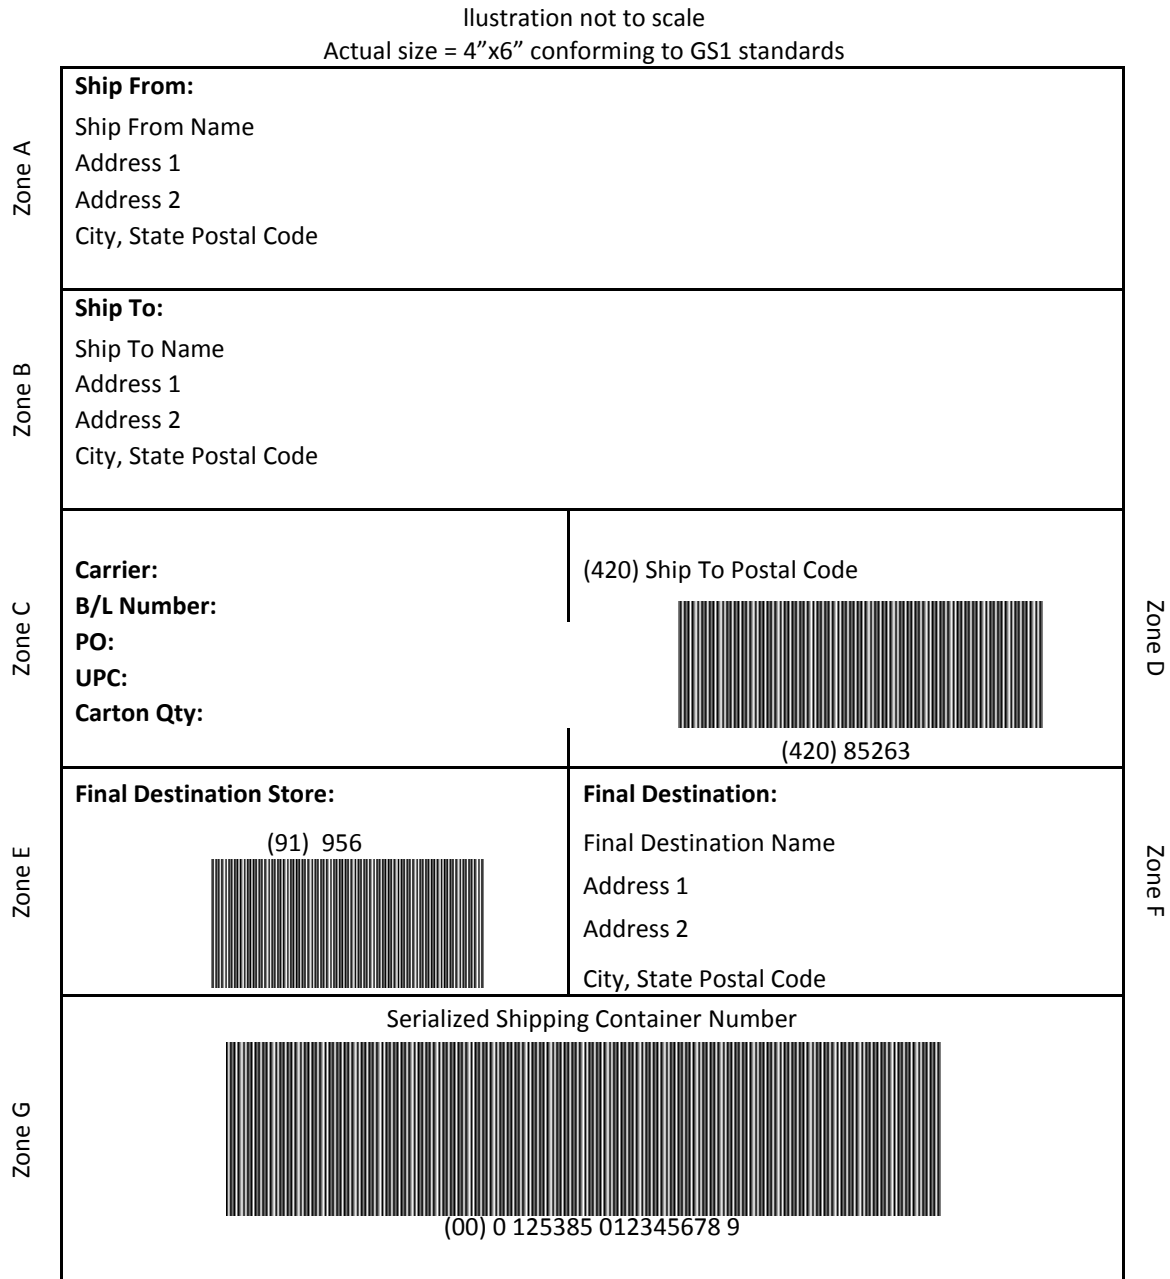 llustration not to scale
Actual size = 4”x6” conforming to GS1 standards
Zone A
Ship From:
Ship From Name
Address 1
Address 2
City, State Postal Code
Zone B
Ship To:
Ship To Name
Address 1
Address 2
City, State Postal Code
Zone C
Carrier:
B/L Number:
PO:
UPC:
Carton Qty:
(420) Ship To Postal Code
(420) 85263
Zone D
Zone E
Final Destination Store:
(91) 956
Final Destination:
Final Destination Name
Address 1
Address 2
City, State Postal Code
Zone F
Zone G
Serialized Shipping Container Number
(00) 0 125385 012345678 9